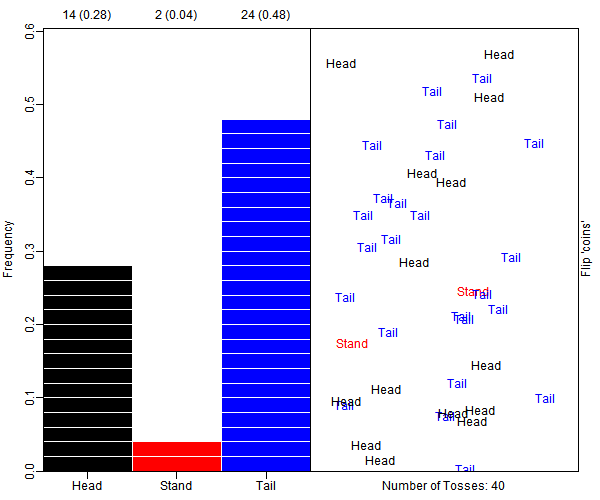 14 (0.28) 2 (0.04) 24 (0.48)
Frequency
0.6
0.5
0.4
0.3
0.2
0.1
0.0
Head Stand Tail
Head
Head
Tail
Tail
Head
Tail
Tail
Tail
Tail
Head
Head
Tail
Tail
Tail
Tail
Tail
Tail
Tail
Head
Stand
Tail
Tail
Tail
Tail
Tail
Tail
Stand
Head
Tail
Head
Tail
Head
Tail
Head
Head
Tail
Head
Head
Head
Tail
Number of Tosses: 40
Flip 'coins'